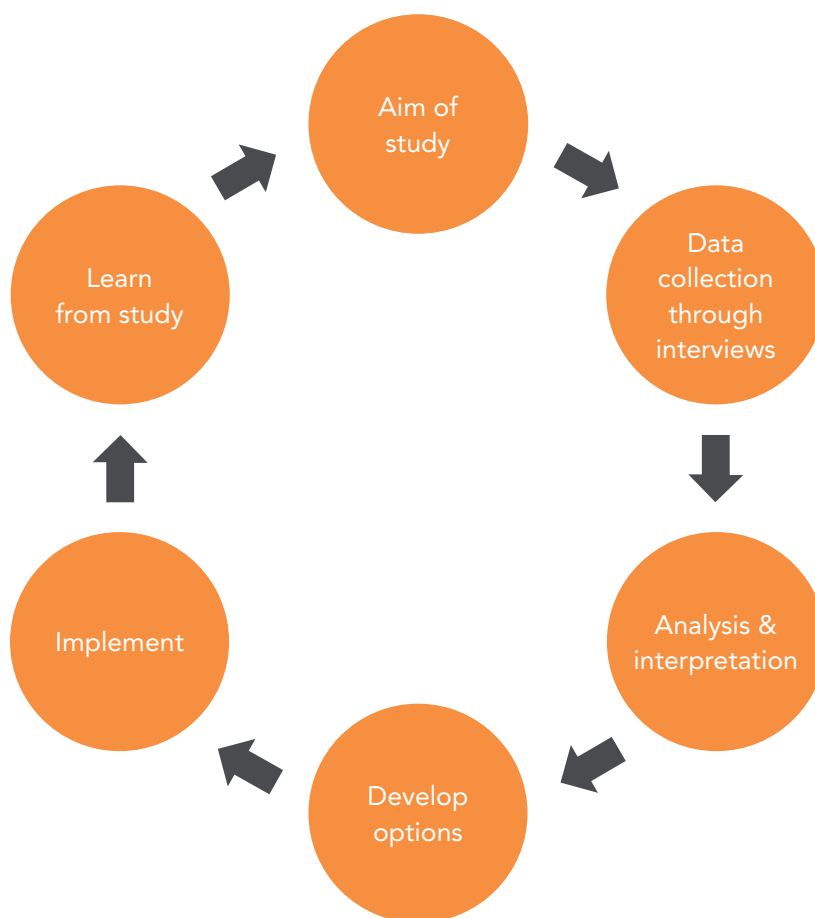 Aim of
study
Data
collection
through
interviews
Analysis &
interpretation
Develop
options
Implement
Learn
from study